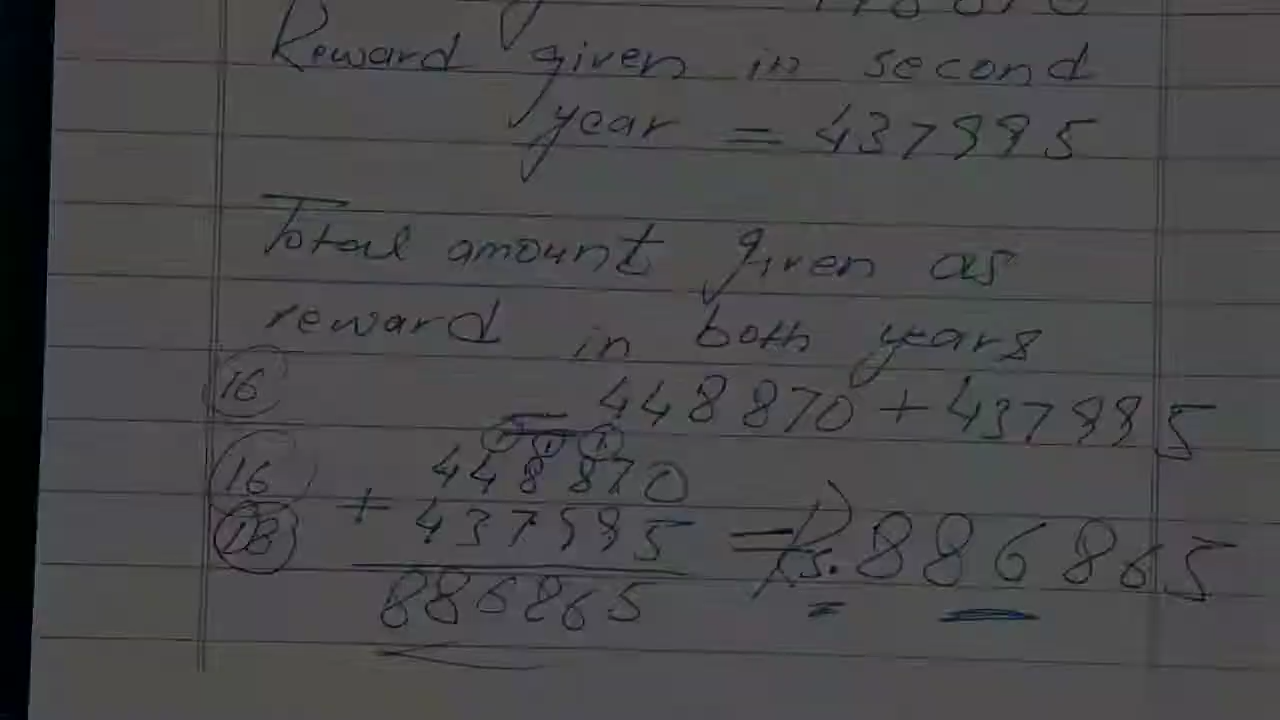 Reward given in second
year = 437995
Total amount given as
reward in both years
16
= 448870 + 437995
16
448870
18
+ 437995
= Rs. 886865
886865